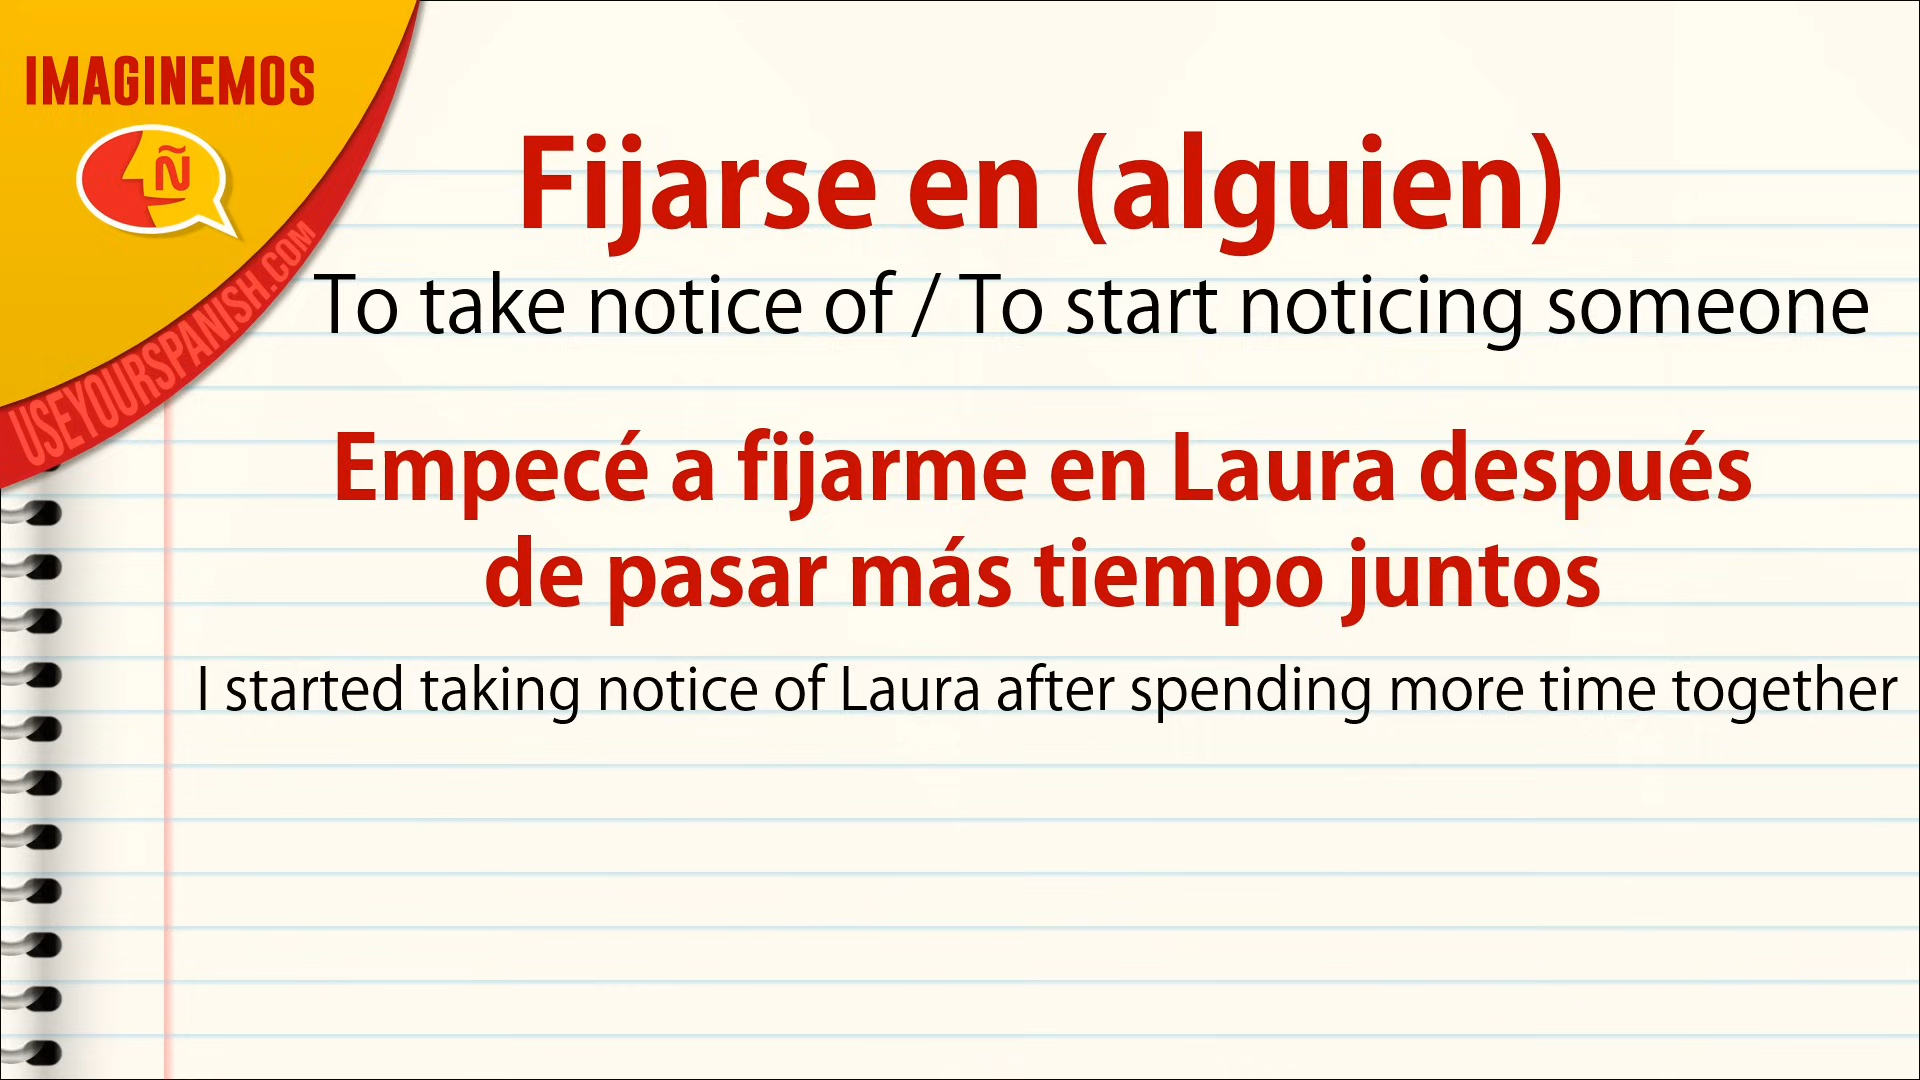 IMAGINEMOS
Ñ
USEYOURSPANISH.COM
Fijarse en (alguien)
To take notice of / To start noticing someone
Empecé a fijarme en Laura después
de pasar más tiempo juntos
I started taking notice of Laura after spending more time together